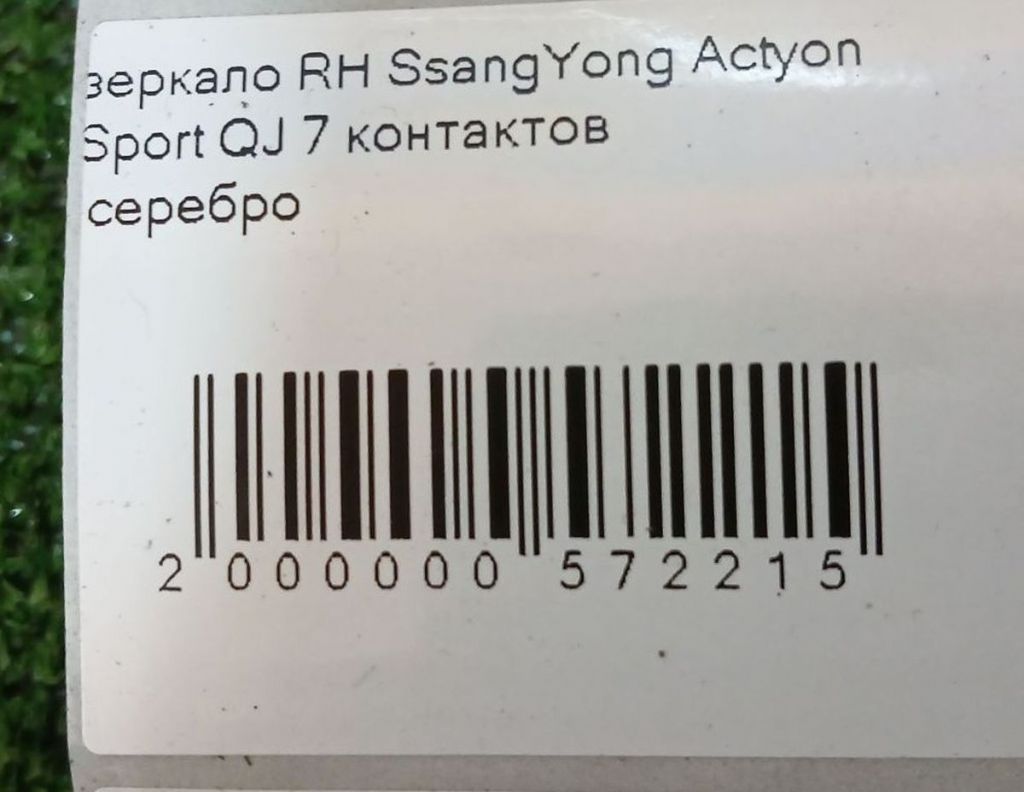 зеркало RH SsangYong Actyon
Sport QJ 7 контактов
серебро
2 000000 572215